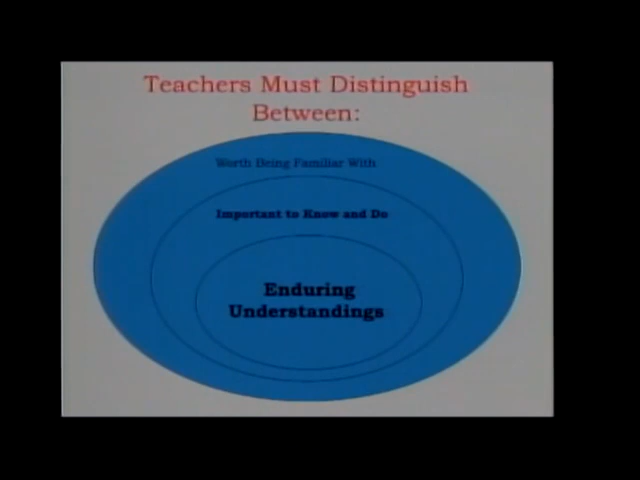 Teachers Must Distinguish
Between:
Worth Being Familiar With
Important to Know and Do
Enduring
Understandings